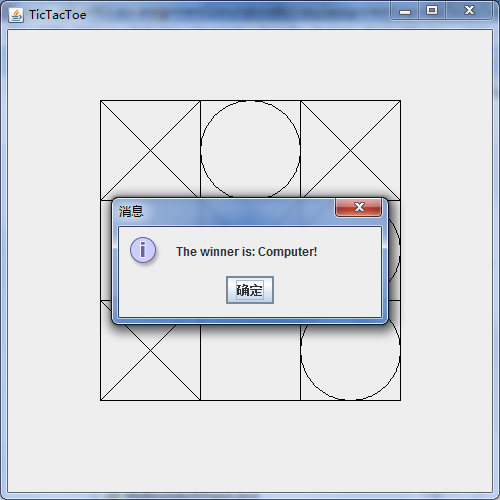 TicTacToe
消息
The winner is: Computer!
确定